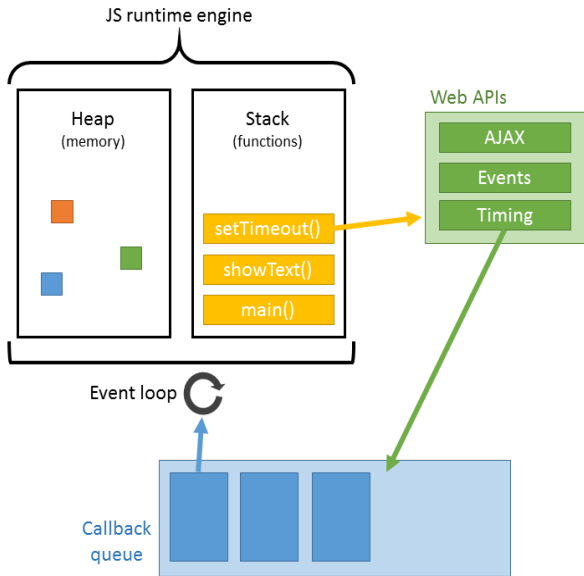 JS runtime engine
Heap
(memory)
Stack
(functions)
setTimeout()
showText()
main()
Web APIs
AJAX
Events
Timing
Event loop
Callback
queue